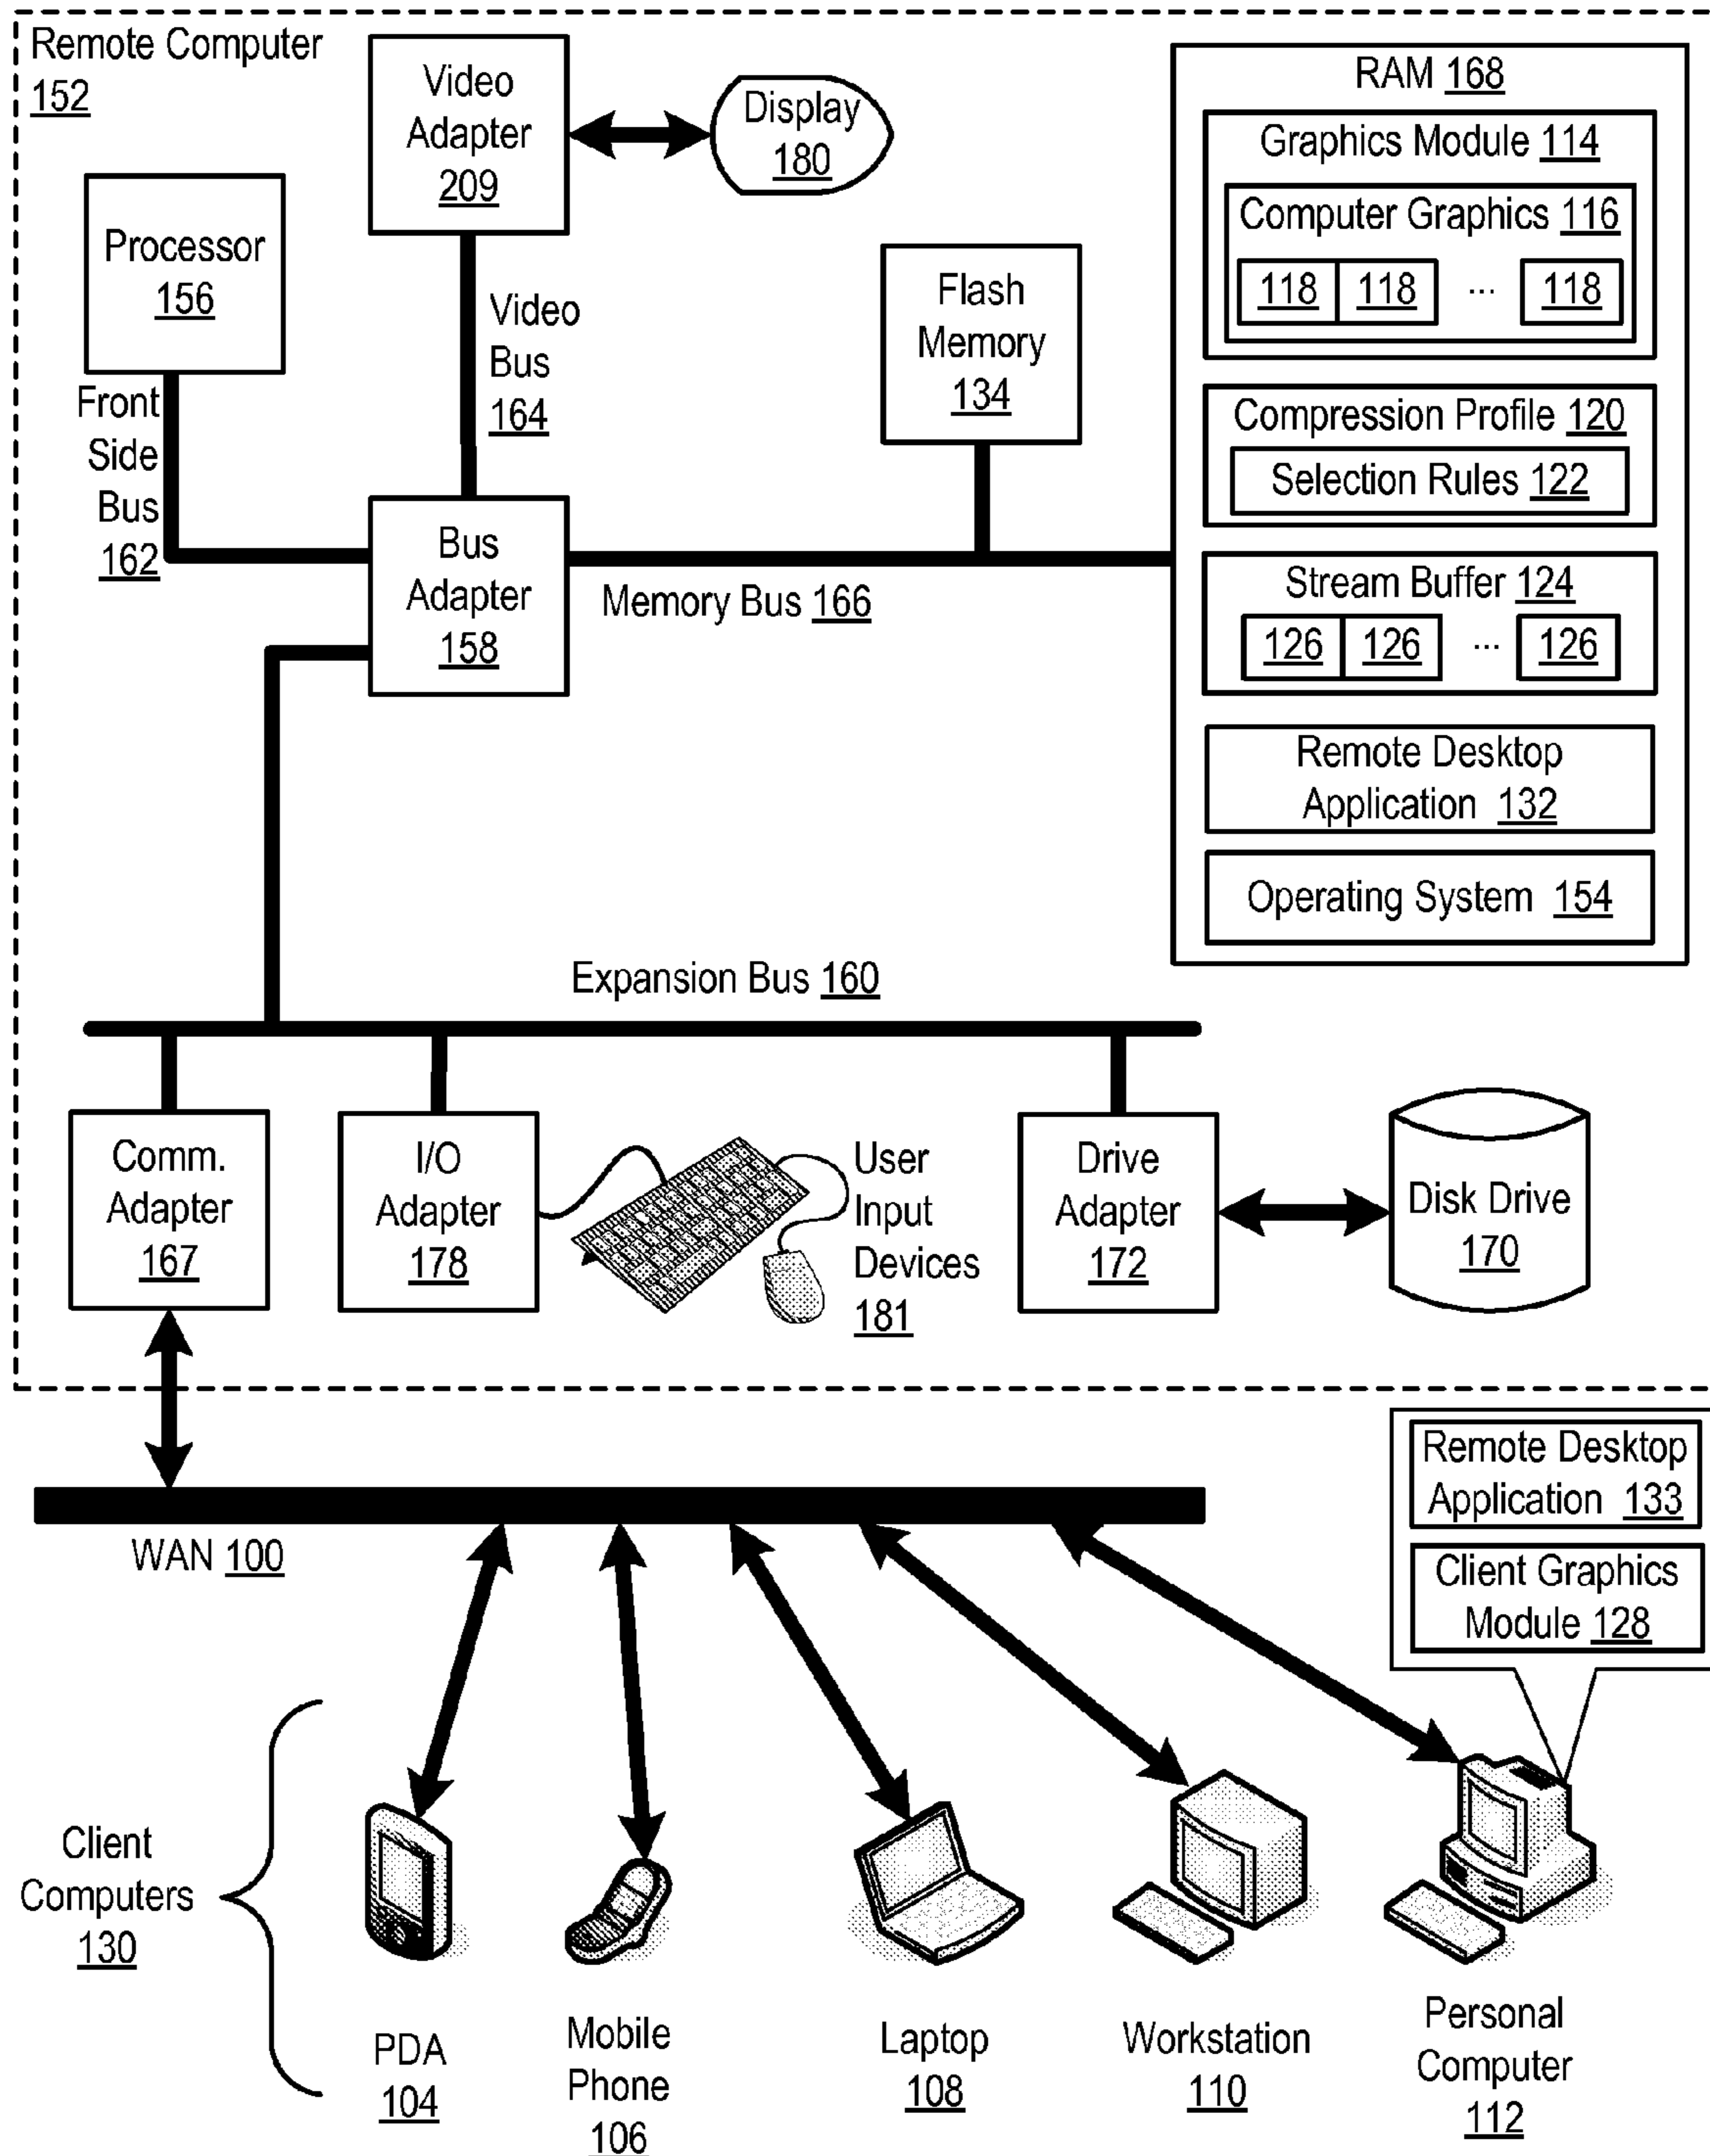 Remote Computer
152
Video
Adapter
209
Display
180
Processor
156
Front
Side
Bus
162
Video
Bus
164
Flash
Memory
134
Bus
Adapter
158
Memory Bus 166
RAM 168
Graphics Module 114
Computer Graphics 116
118 118 ... 118
Compression Profile 120
Selection Rules 122
Stream Buffer 124
126 126 ... 126
Remote Desktop
Application 132
Operating System 154
Expansion Bus 160
Comm.
Adapter
167
I/O
Adapter
178
User
Input
Devices
181
Drive
Adapter
172
Disk Drive
170
WAN 100
Remote Desktop
Application 133
Client Graphics
Module 128
Client
Computers
130
PDA
104
Mobile
Phone
106
Laptop
108
Workstation
110
Personal
Computer
112